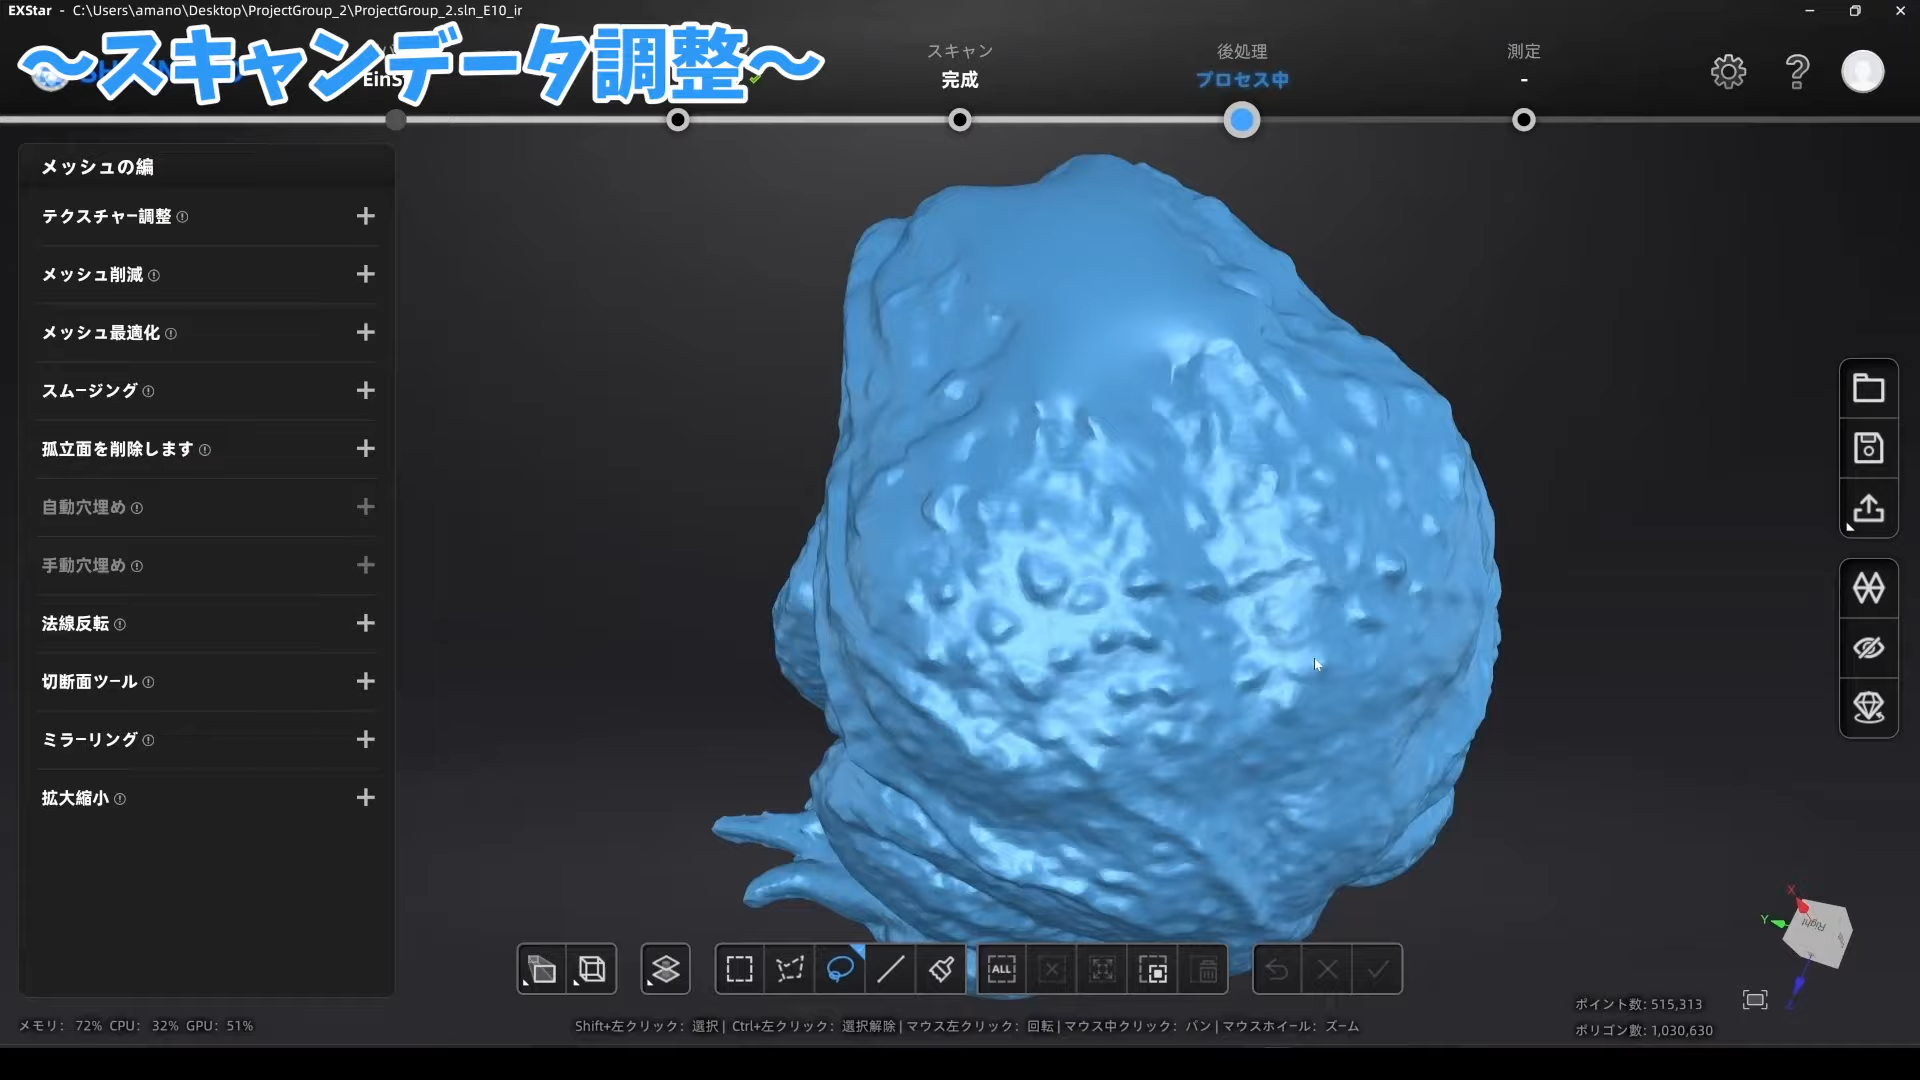 EXStar - C:\Users\amano\Desktop\ProjectGroup_2\ProjectGroup_2.sln_E10_ir
～スキャンデータ調整～
EinS
スキャン
完成
後処理
プロセス中
測定
-
メッシュの編
テクスチャー調整
メッシュ削減
メッシュ最適化
スムージング
孤立面を削除します
自動穴埋め
手動穴埋め
法線反転
切断面ツール
ミラーリング
拡大縮小
ALL
X
Y
Z
Right
ポイント数: 515,313
ポリゴン數: 1,030,630
メモリ: 72% CPU: 32% GPU: 51%
Shift+左クリック: 選択 | Ctrl+左クリック: 選択解除 | マウス左クリック: 回転 | マウス中クリック: パン | マウスホイール: ズーム